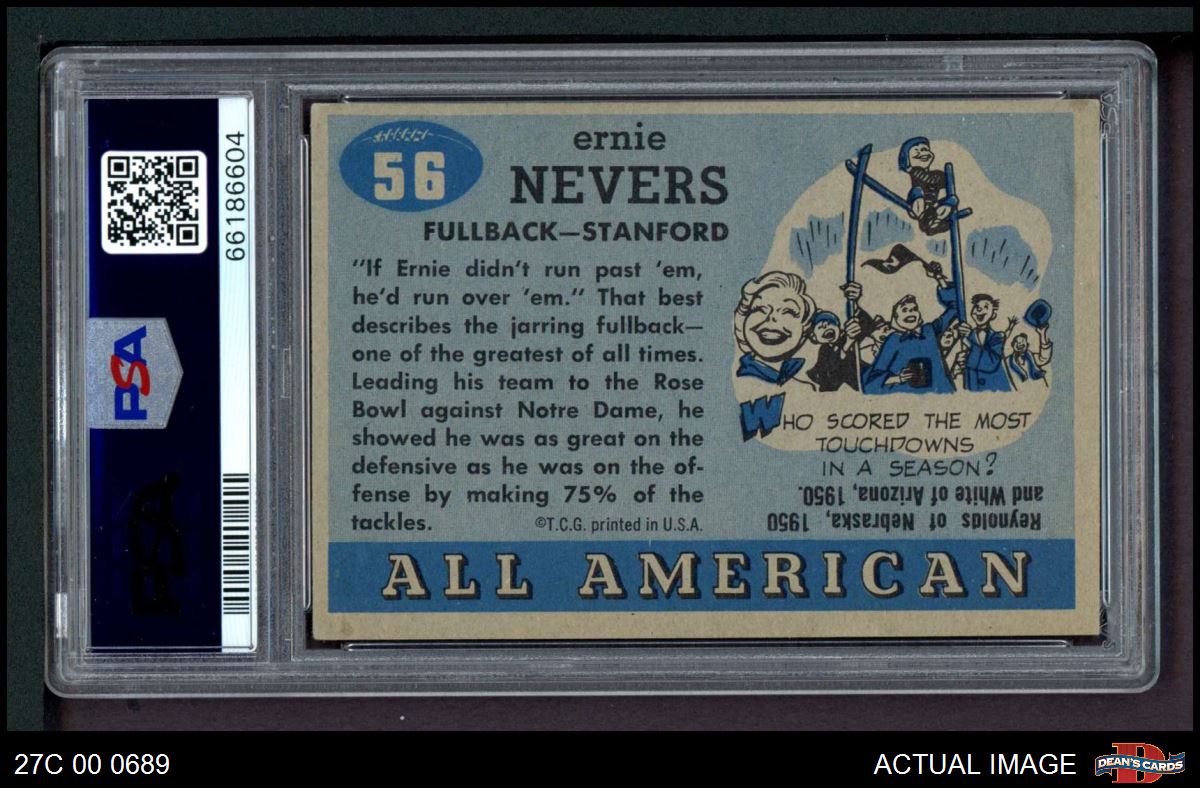 66186604
PSA
PSA
56
ernie
NEVERS
FULLBACK—STANFORD
"If Ernie didn't run past 'em,
he'd run over 'em." That best
describes the jarring fullback—
one of the greatest of all times.
Leading his team to the Rose
Bowl against Notre Dame, he
showed he was as great on the
defensive as he was on the of-
fense by making 75% of the
tackles.
©T.C.G. printed in U.S.A.
WHO SCORED THE MOST
TOUCHDOWNS
IN A SEASON?
Reynolds of Nebraska, 1950
and White of Arizona, 1950.
ALL AMERICAN
27C 00 0689
ACTUAL IMAGE
D
DEAN'S CARDS